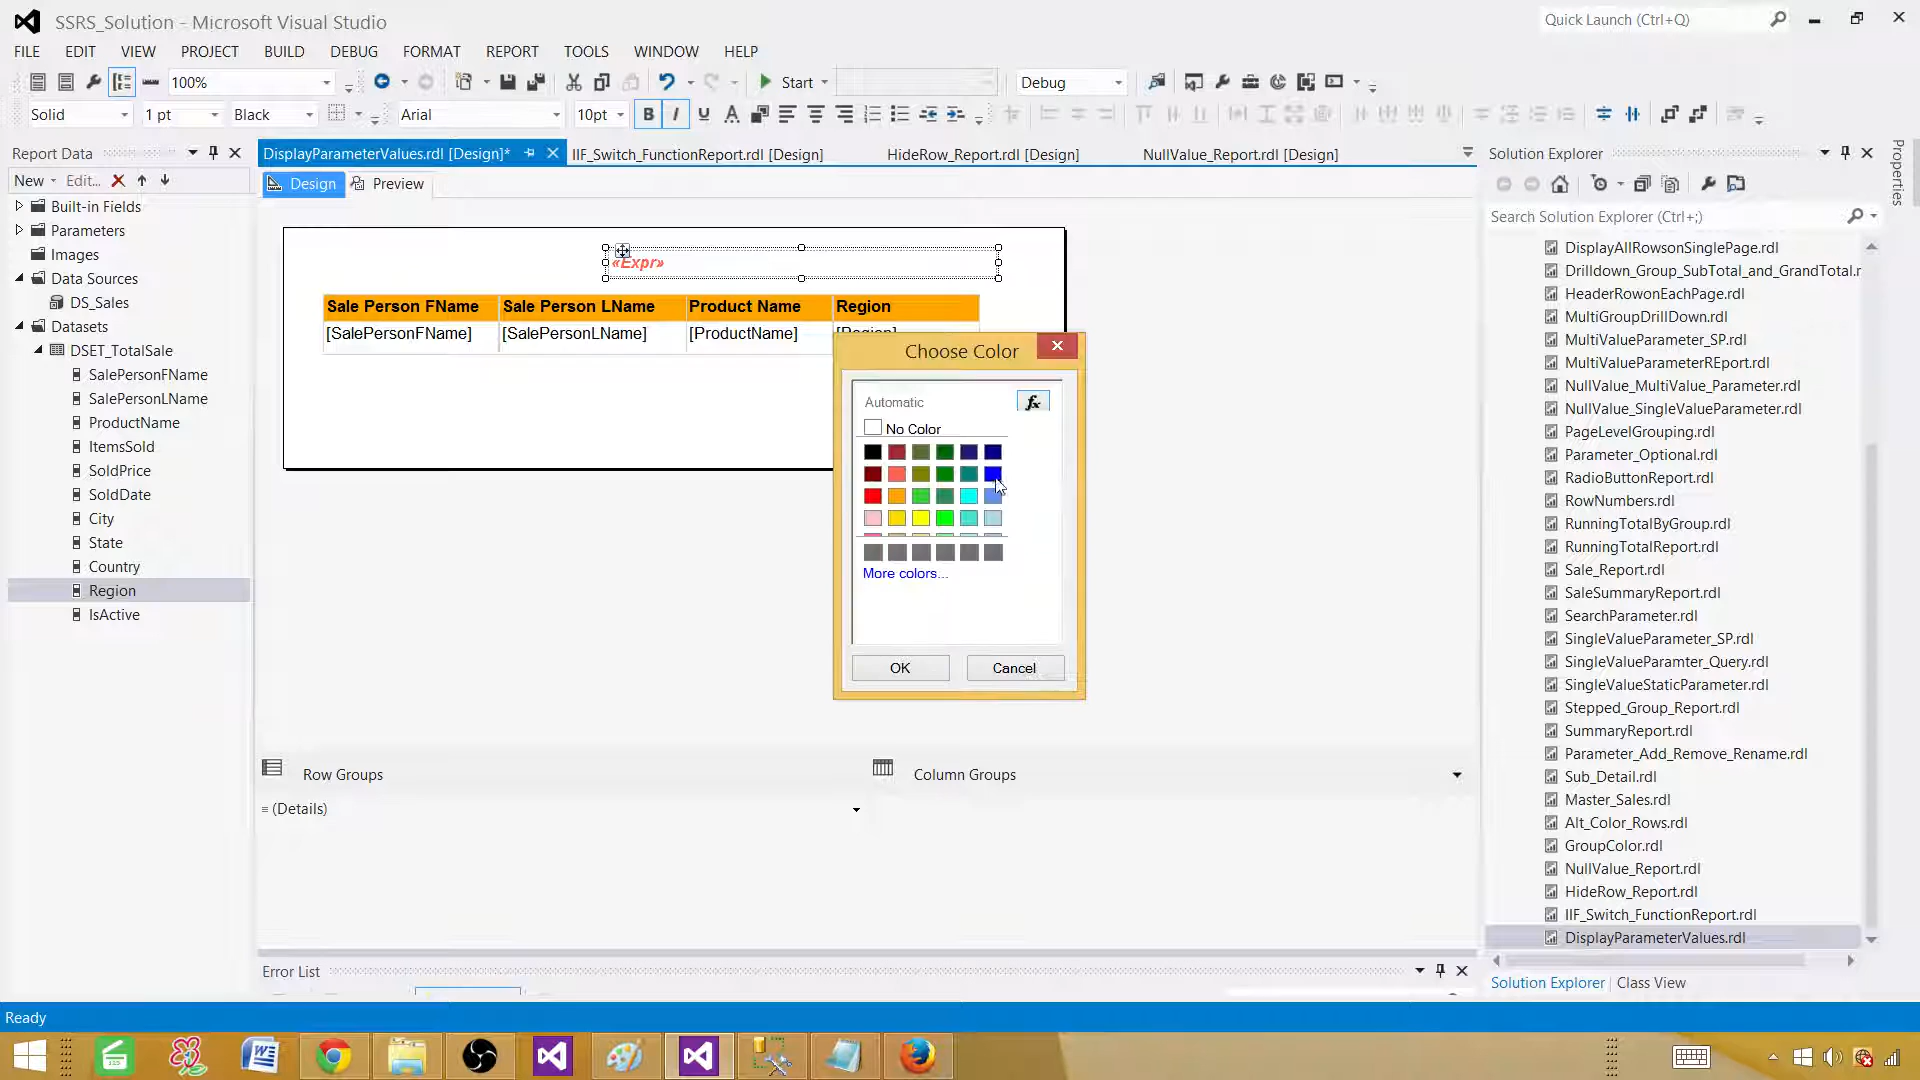 SSRS_Solution - Microsoft Visual Studio
Quick Launch (Ctrl+Q)
FILE EDIT VIEW PROJECT BUILD DEBUG FORMAT REPORT TOOLS WINDOW HELP
100% Start Debug
Solid 1 pt Black Arial 10pt B I U A
Report Data
DisplayParameterValues.rdl [Design]* IIF_Switch_FunctionReport.rdl [Design] HideRow_Report.rdl [Design] NullValue_Report.rdl [Design]
Solution Explorer
Properties
New Edit...
Design Preview
Built-in Fields
Parameters
Images
Data Sources
DS_Sales
Datasets
DSET_TotalSale
SalePersonFName
SalePersonLName
ProductName
ItemsSold
SoldPrice
SoldDate
City
State
Country
Region
IsActive
«Expr»
Sale Person FName Sale Person LName Product Name Region
[SalePersonFName] [SalePersonLName] [ProductName] [Region]
Choose Color
Automatic fx
No Color
More colors...
OK Cancel
Row Groups Column Groups
(Details)
Error List
Search Solution Explorer (Ctrl+;)
DisplayAllRowsonSinglePage.rdl
Drilldown_Group_SubTotal_and_GrandTotal.r
HeaderRowonEachPage.rdl
MultiGroupDrillDown.rdl
MultiValueParameter_SP.rdl
MultiValueParameterREport.rdl
NullValue_MultiValue_Parameter.rdl
NullValue_SingleValueParameter.rdl
PageLevelGrouping.rdl
Parameter_Optional.rdl
RadioButtonReport.rdl
RowNumbers.rdl
RunningTotalByGroup.rdl
RunningTotalReport.rdl
Sale_Report.rdl
SaleSummaryReport.rdl
SearchParameter.rdl
SingleValueParameter_SP.rdl
SingleValueParamter_Query.rdl
SingleValueStaticParameter.rdl
Stepped_Group_Report.rdl
SummaryReport.rdl
Parameter_Add_Remove_Rename.rdl
Sub_Detail.rdl
Master_Sales.rdl
Alt_Color_Rows.rdl
GroupColor.rdl
NullValue_Report.rdl
HideRow_Report.rdl
IIF_Switch_FunctionReport.rdl
DisplayParameterValues.rdl
Solution Explorer Class View
Ready